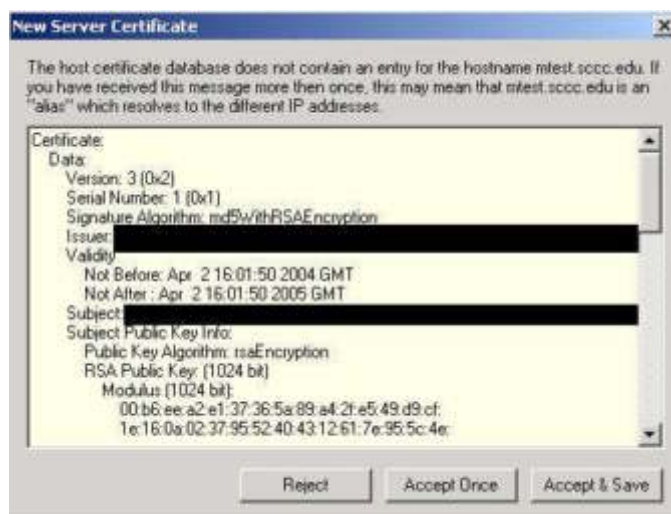 New Server Certificate
The host certificate database does not contain an entry for the hostname mtest.sccc.edu. If
you have received this message more then once, this may mean that mtest.sccc.edu is an
"alias" which resolves to the different IP addresses.
Certificate:
Data:
Version: 3 (0x2)
Serial Number: 1 (0x1)
Signature Algorithm: md5WithRSAEncryption
Issuer:
Validity
Not Before: Apr 2 16:01:50 2004 GMT
Not After : Apr 2 16:01:50 2005 GMT
Subject:
Subject Public Key Info:
Public Key Algorithm: rsaEncryption
RSA Public Key: (1024 bit)
Modulus (1024 bit):
00:b6:ee:a2:e1:37:36:5a:89:a4:2f:e5:49:d9:cf:
1e:16:0a:02:37:95:52:40:43:12:61:7e:95:5c:4e:
Reject
Accept Once
Accept & Save